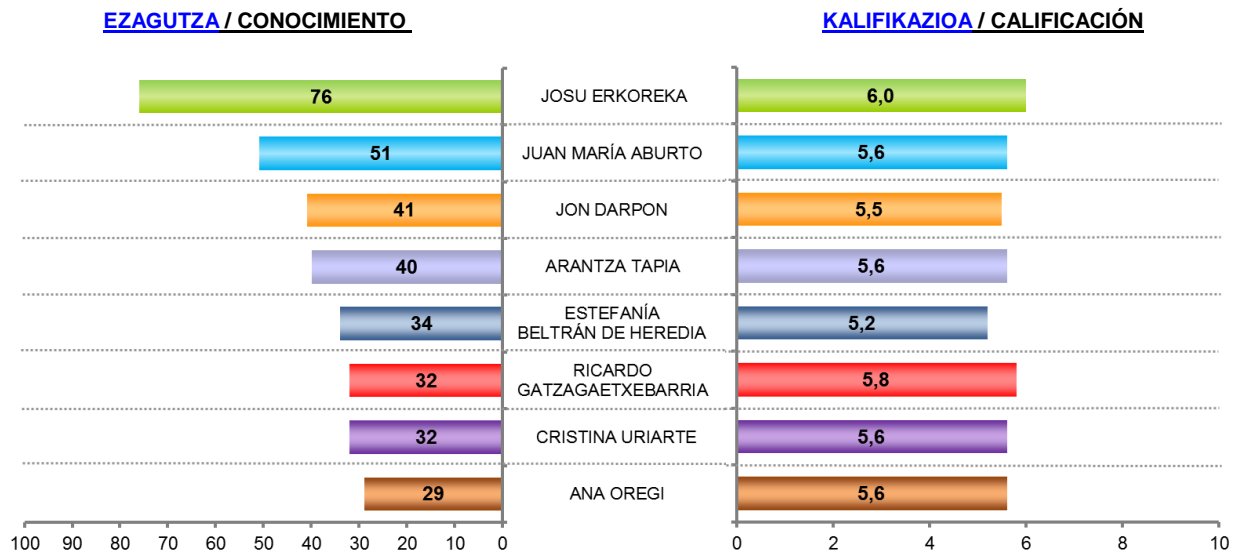 EZAGUTZA / CONOCIMIENTO
KALIFIKAZIOA / CALIFICACIÓN
76 JOSU ERKOREKA 6,0
51 JUAN MARÍA ABURTO 5,6
41 JON DARPON 5,5
40 ARANTZA TAPIA 5,6
ESTEFANÍA
34 BELTRÁN DE HEREDIA 5,2
RICARDO
32 GATZAGAETXEBARRIA 5,8
32 CRISTINA URIARTE 5,6
29 ANA OREGI 5,6
100 90 80 70 60 50 40 30 20 10 0
0 2 4 6 8 10